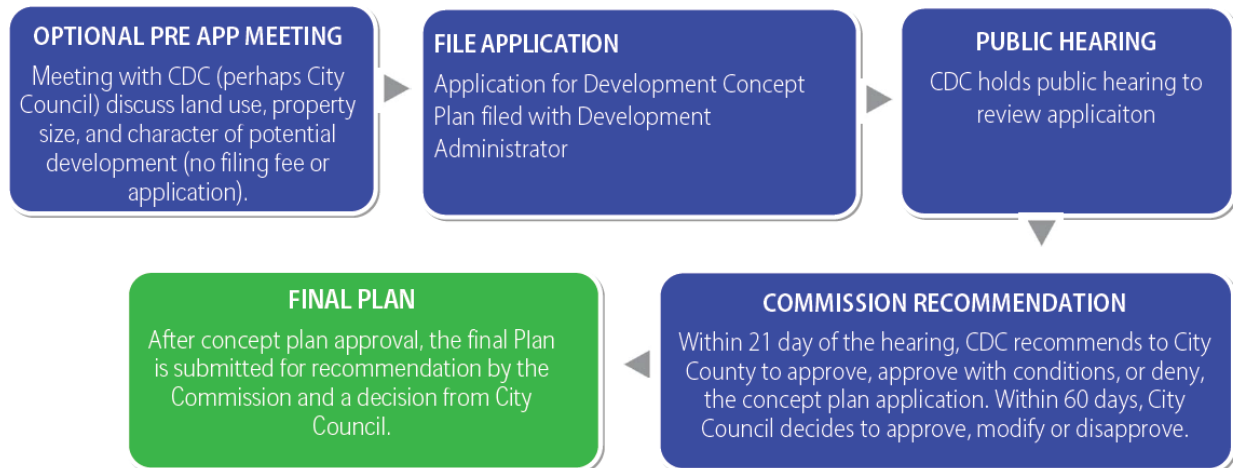 OPTIONAL PRE APP MEETING
Meeting with CDC (perhaps City
Council) discuss land use, property
size, and character of potential
development (no filing fee or
application).
FILE APPLICATION
Application for Development Concept
Plan filed with Development
Administrator
PUBLIC HEARING
CDC holds public hearing to
review applicaiton
FINAL PLAN
After concept plan approval, the final Plan
is submitted for recommendation by the
Commission and a decision from City
Council.
COMMISSION RECOMMENDATION
Within 21 day of the hearing, CDC recommends to City
County to approve, approve with conditions, or deny,
the concept plan application. Within 60 days, City
Council decides to approve, modify or disapprove.